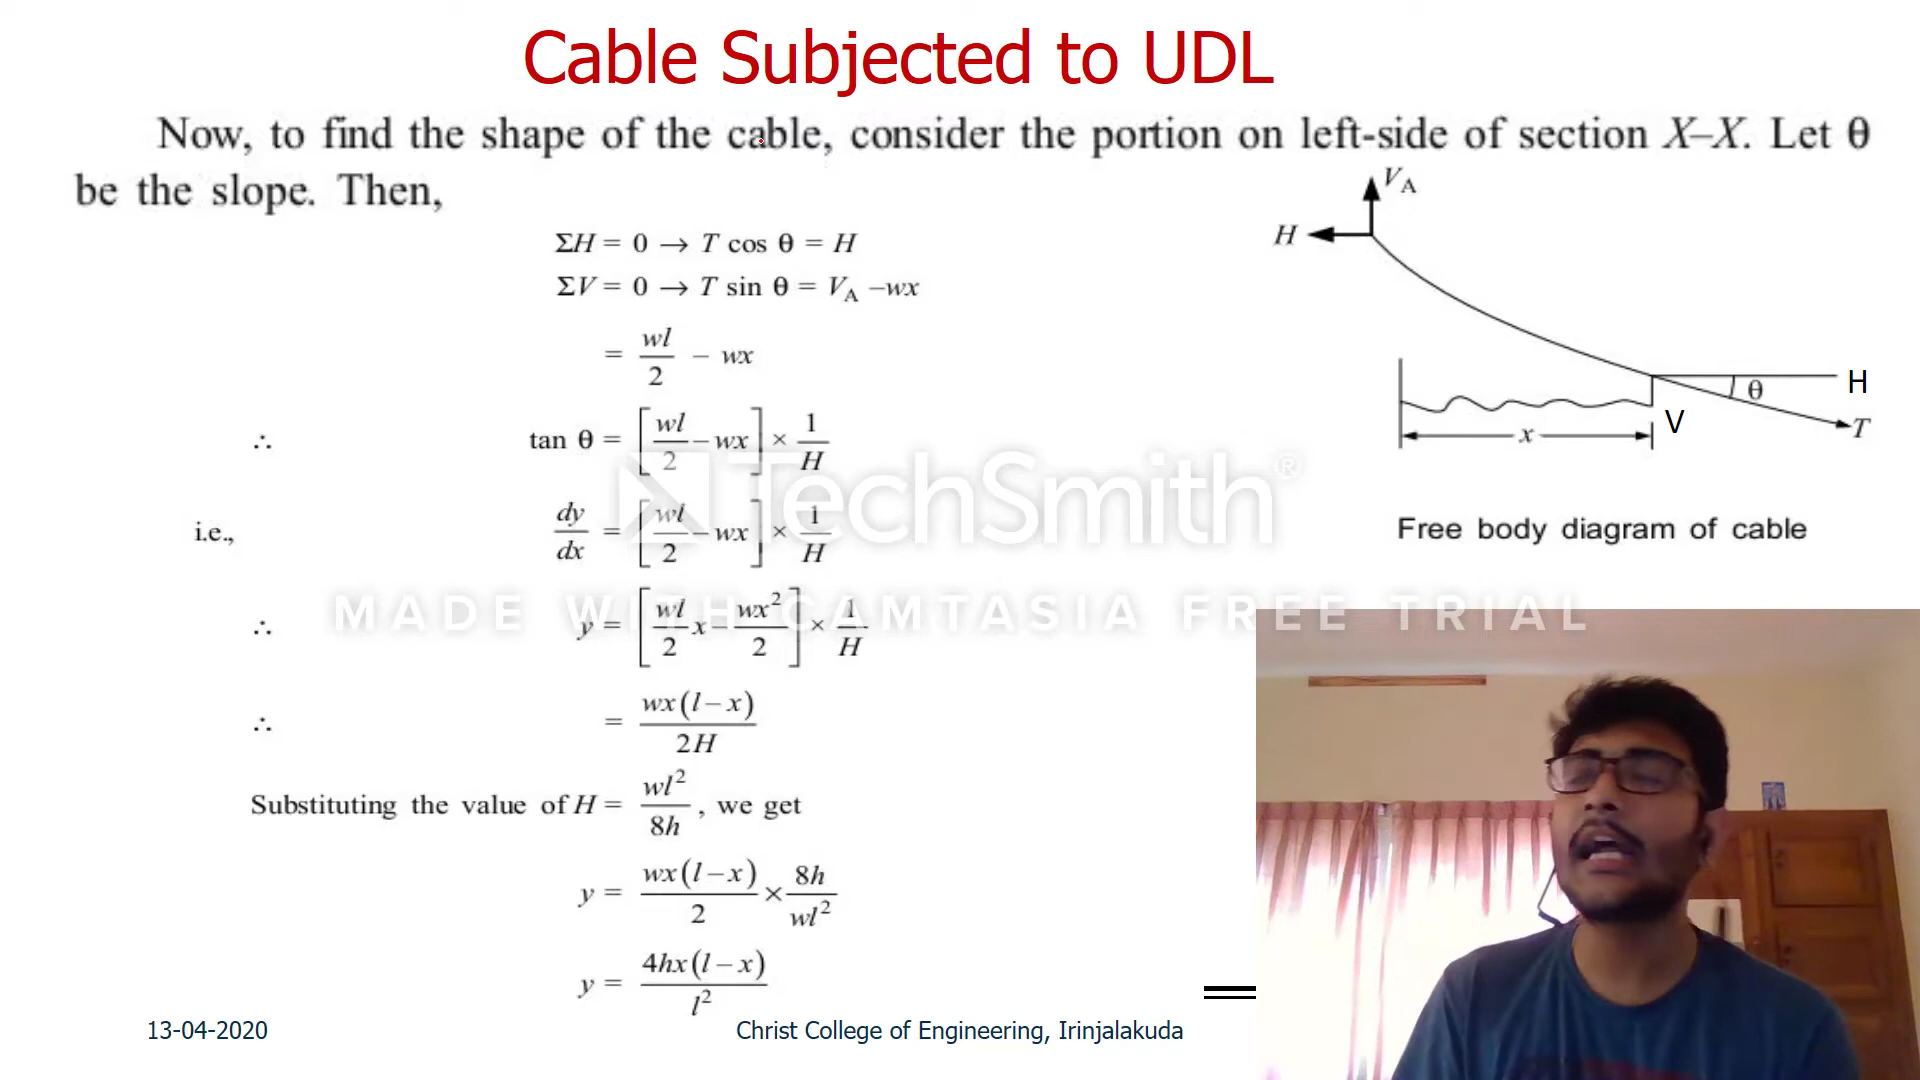 Cable Subjected to UDL
Now, to find the shape of the cable, consider the portion on left-side of section X–X. Let θ
be the slope. Then,
ΣH = 0 → T cos θ = H
ΣV = 0 → T sin θ = V_A –wx
= wl/2 – wx
∴ tan θ = [wl/2 – wx] × 1/H
i.e., dy/dx = [wl/2 – wx] × 1/H
∴ y = [wl/2 x – wx²/2] × 1/H
∴ = wx(l – x)/2H
Substituting the value of H = wl²/8h , we get
y = wx(l – x)/2 × 8h/wl²
y = 4hx(l – x)/l²
V_A
H
H
θ
V
T
x
Free body diagram of cable
TechSmith®
MADE WITH CAMTASIA FREE TRIAL
13-04-2020
Christ College of Engineering, Irinjalakuda